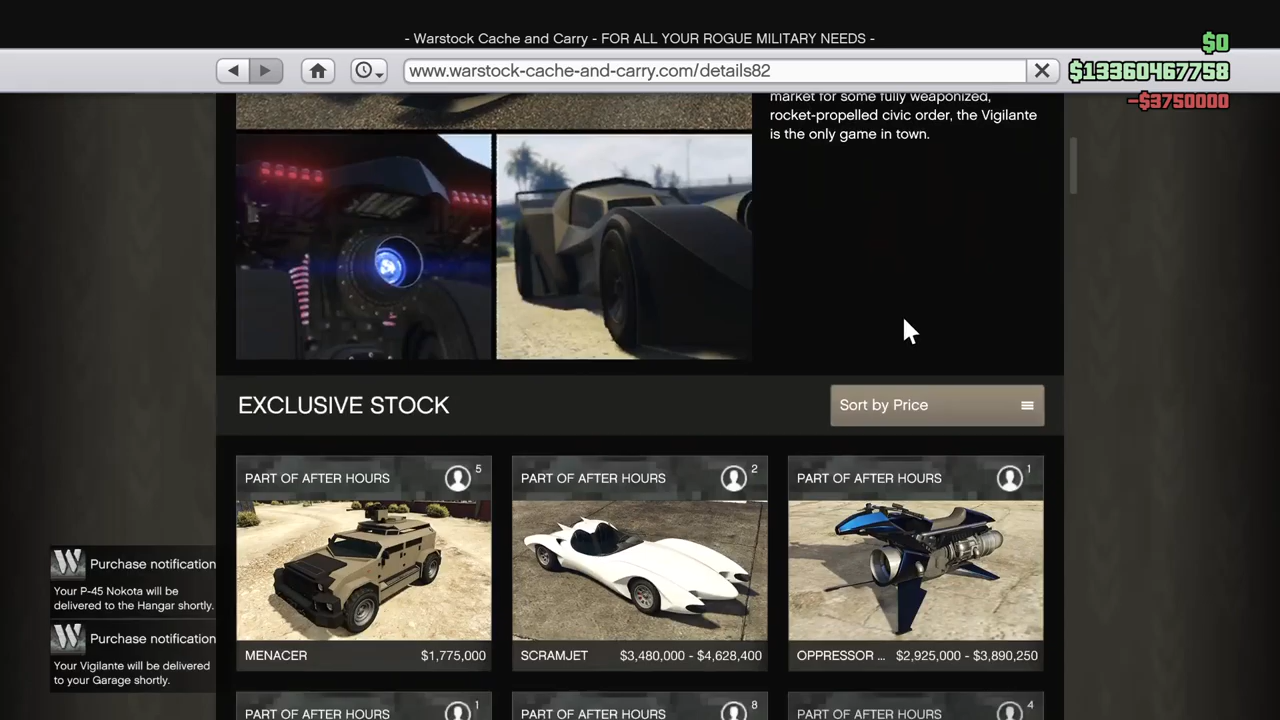 - Warstock Cache and Carry - FOR ALL YOUR ROGUE MILITARY NEEDS -
$0
www.warstock-cache-and-carry.com/details82
$13360467758
-$3750000
market for some fully weaponized,
rocket-propelled civic order, the Vigilante
is the only game in town.
EXCLUSIVE STOCK
Sort by Price
PART OF AFTER HOURS 5
PART OF AFTER HOURS 2
PART OF AFTER HOURS 1
MENACER $1,775,000
SCRAMJET $3,480,000 - $4,628,400
OPPRESSOR ... $2,925,000 - $3,890,250
W Purchase notification
Your P-45 Nokota will be
delivered to the Hangar shortly.
W Purchase notification
Your Vigilante will be delivered
to your Garage shortly.
PART OF AFTER HOURS 1
PART OF AFTER HOURS 8
PART OF AFTER HOURS 4